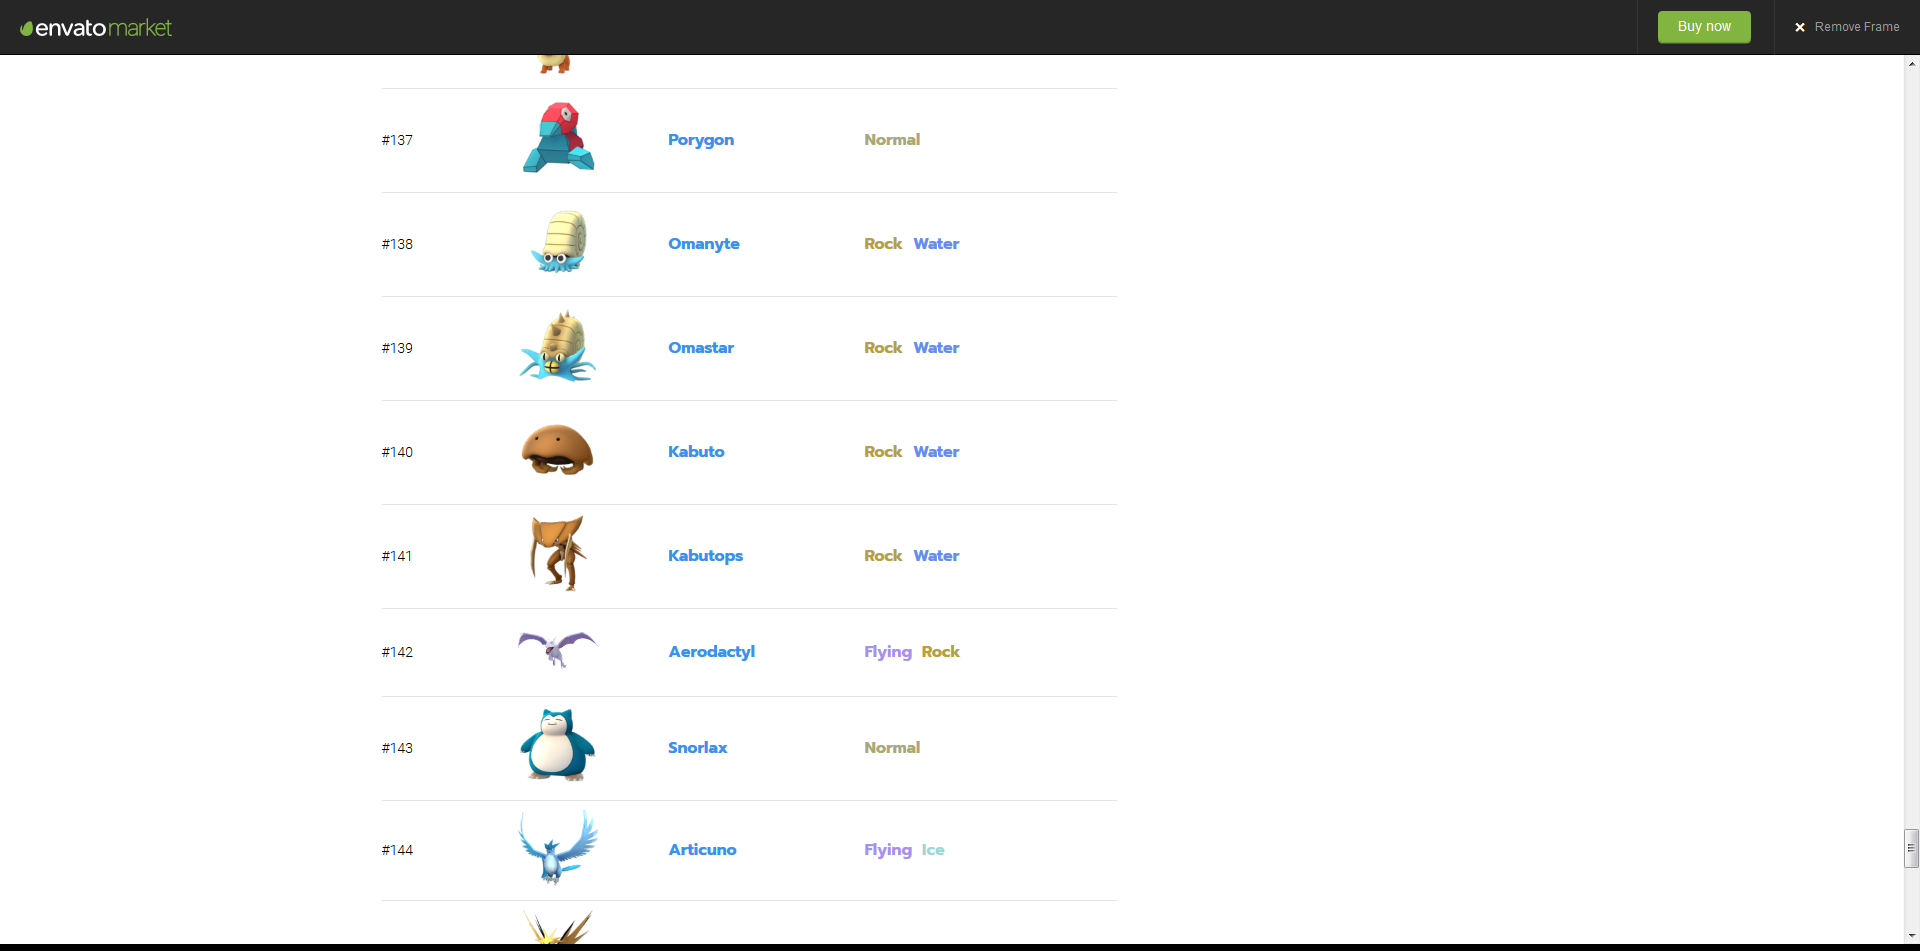 envatomarket
Buy now
Remove Frame
#137 Porygon Normal
#138 Omanyte Rock Water
#139 Omastar Rock Water
#140 Kabuto Rock Water
#141 Kabutops Rock Water
#142 Aerodactyl Flying Rock
#143 Snorlax Normal
#144 Articuno Flying Ice